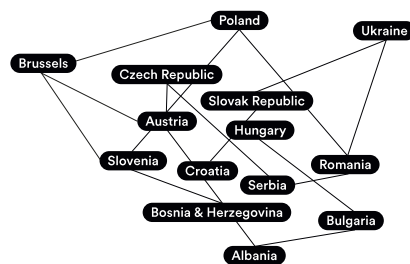 Poland
Ukraine
Brussels
Czech Republic
Slovak Republic
Austria
Hungary
Slovenia
Croatia
Romania
Serbia
Bosnia & Herzegovina
Bulgaria
Albania